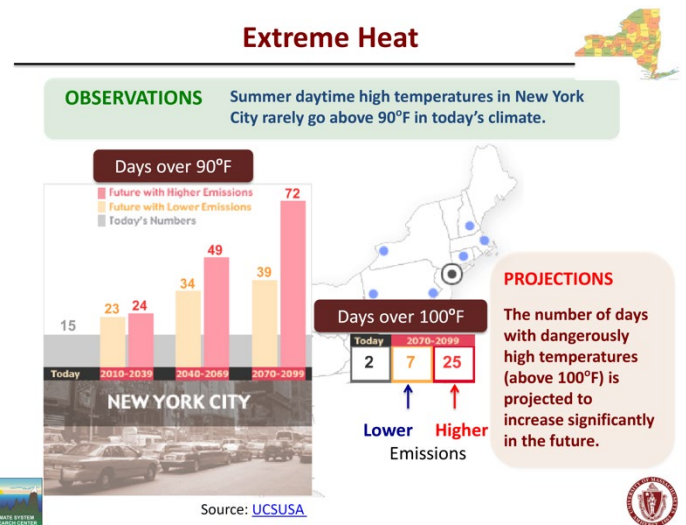 Extreme Heat
OBSERVATIONS
Summer daytime high temperatures in New York
City rarely go above 90°F in today's climate.
Days over 90°F
Future with Higher Emissions
Future with Lower Emissions
Today's Numbers
15
23
24
34
49
39
72
Today
2010-2039
2040-2069
2070-2099
NEW YORK CITY
Days over 100°F
Today
2070-2099
2
7
25
Lower
Higher
Emissions
PROJECTIONS
The number of days
with dangerously
high temperatures
(above 100°F) is
projected to
increase significantly
in the future.
Source: UCSUSA